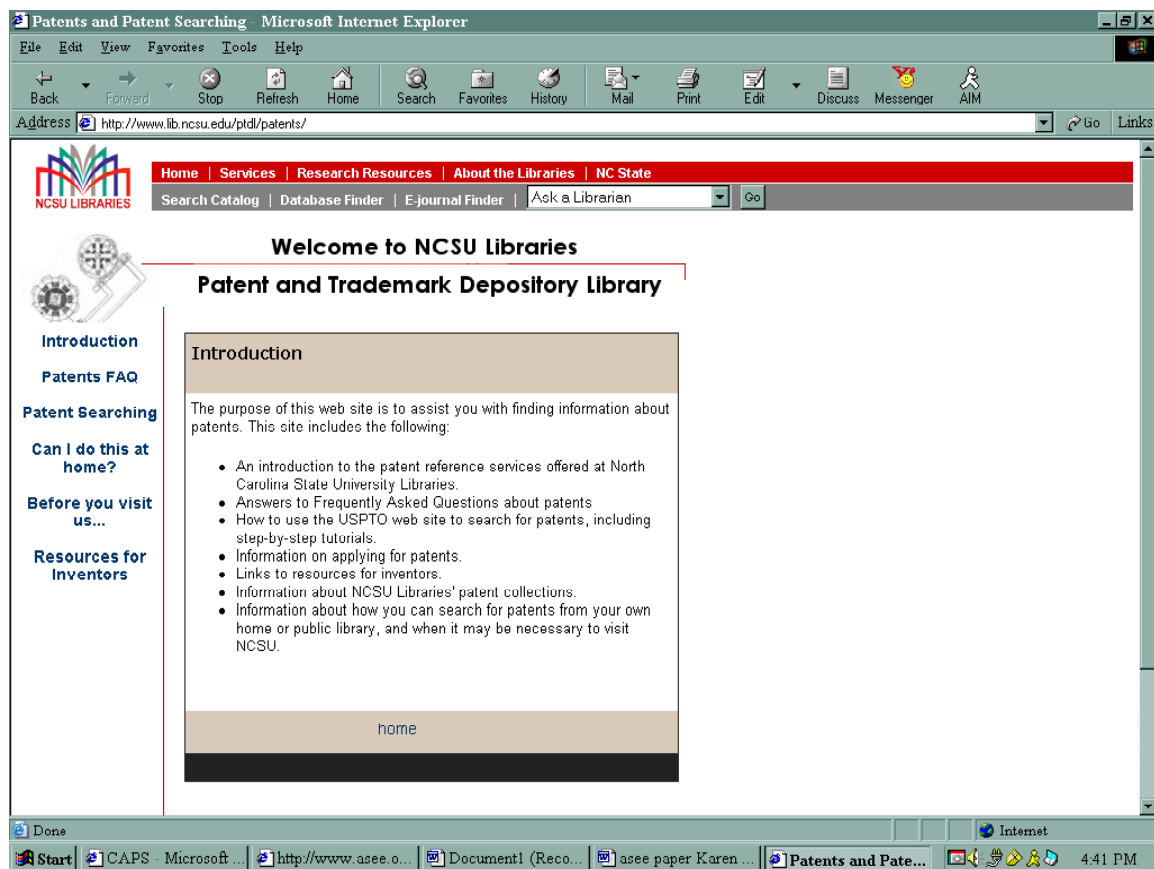 Patents and Patent Searching - Microsoft Internet Explorer
File Edit View Favorites Tools Help
Back Forward Stop Refresh Home Search Favorites History Mail Print Edit Discuss Messenger AIM
Address http://www.lib.ncsu.edu/ptdl/patents/ Go Links
NCSU LIBRARIES
Home | Services | Research Resources | About the Libraries | NC State
Search Catalog | Database Finder | E-journal Finder | Ask a Librarian Go
Welcome to NCSU Libraries
Patent and Trademark Depository Library
Introduction
Patents FAQ
Patent Searching
Can I do this at
home?
Before you visit
us...
Resources for
Inventors
Introduction
The purpose of this web site is to assist you with finding information about
patents. This site includes the following:
• An introduction to the patent reference services offered at North
Carolina State University Libraries.
• Answers to Frequently Asked Questions about patents
• How to use the USPTO web site to search for patents, including
step-by-step tutorials.
• Information on applying for patents.
• Links to resources for inventors.
• Information about NCSU Libraries' patent collections.
• Information about how you can search for patents from your own
home or public library, and when it may be necessary to visit
NCSU.
home
Done Internet
Start CAPS - Microsoft ... http://www.asee.o... Document1 (Reco... asee paper Karen ... Patents and Pate... 4:41 PM